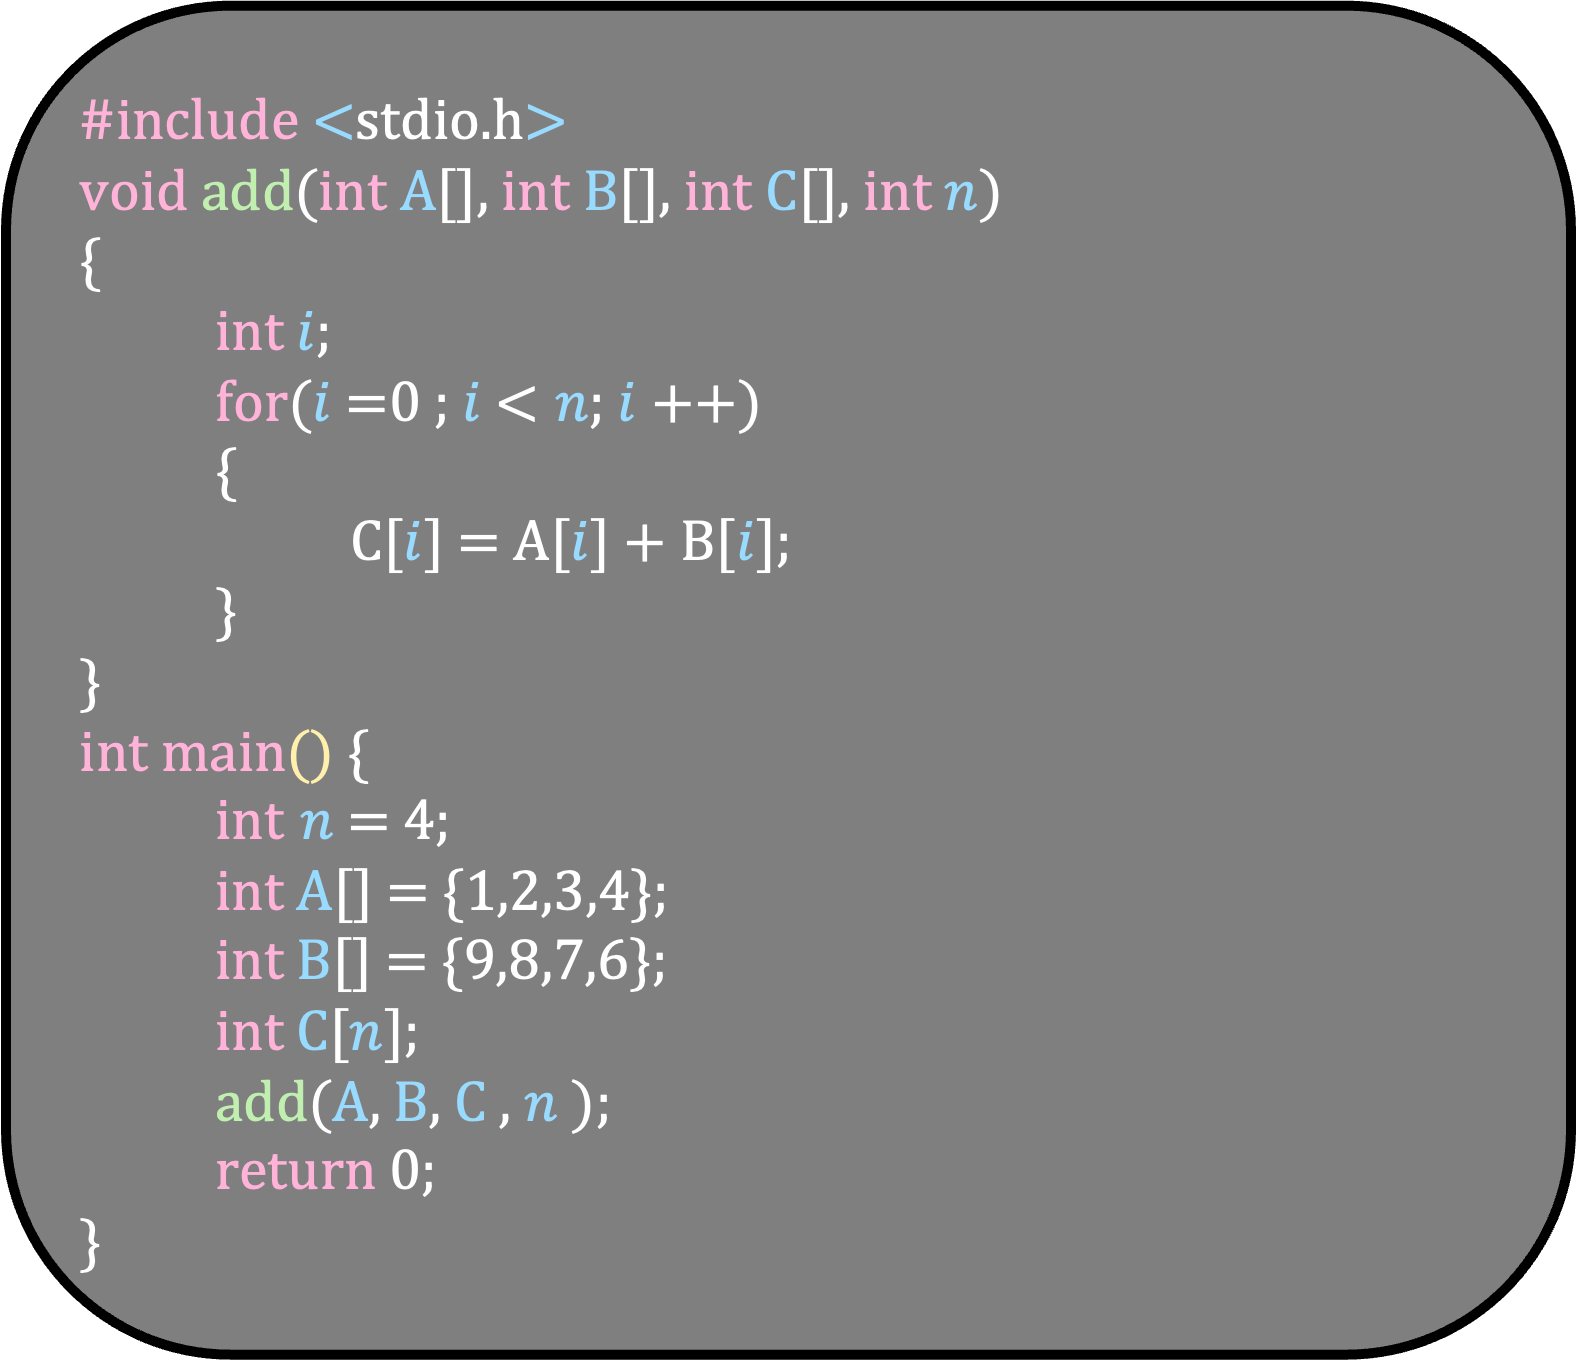 #include <stdio.h>
void add(int A[], int B[], int C[], int n)
{
int i;
for(i =0 ; i < n; i ++)
{
C[i] = A[i] + B[i];
}
}
int main() {
int n = 4;
int A[] = {1,2,3,4};
int B[] = {9,8,7,6};
int C[n];
add(A, B, C , n );
return 0;
}